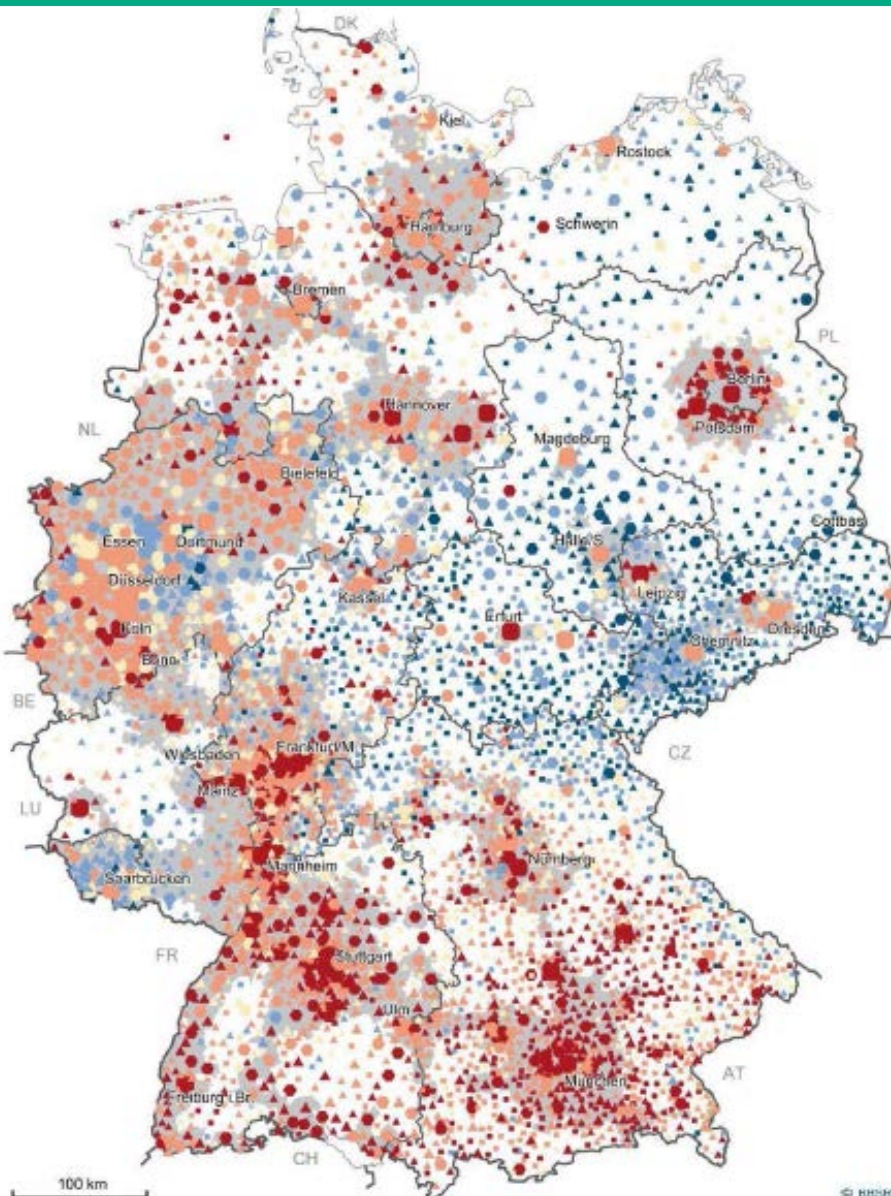 DK
Kiel
Rostock
Hamburg
Schwerin
Bremen
PL
Berlin
Hannover
Potsdam
NL
Magdeburg
Bielefeld
Cottbus
Essen
Dortmund
Halle/S
Düsseldorf
Leipzig
Kassel
Erfurt
Dresden
Köln
Chemnitz
Bonn
BE
Wiesbaden
Frankfurt/M
CZ
Mainz
LU
Nürnberg
Mannheim
Saarbrücken
FR
Stuttgart
Ulm
AT
München
Freiburg i.Br.
CH
100 km